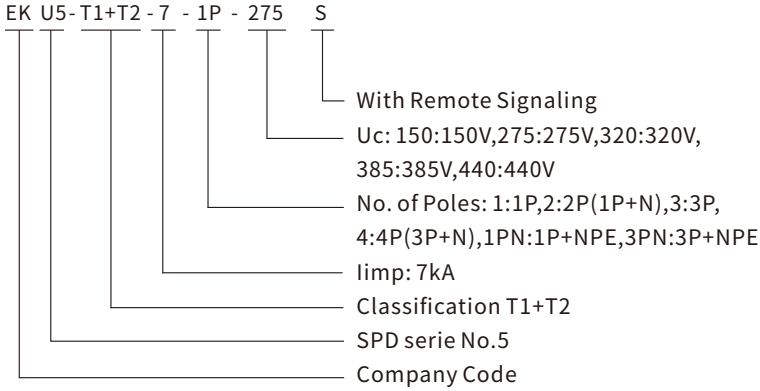 EK U5-T1+T2-7-1P-275 S
With Remote Signaling
Uc: 150:150V,275:275V,320:320V,
385:385V,440:440V
No. of Poles: 1:1P,2:2P(1P+N),3:3P,
4:4P(3P+N),1PN:1P+NPE,3PN:3P+NPE
Iimp: 7kA
Classification T1+T2
SPD serie No.5
Company Code